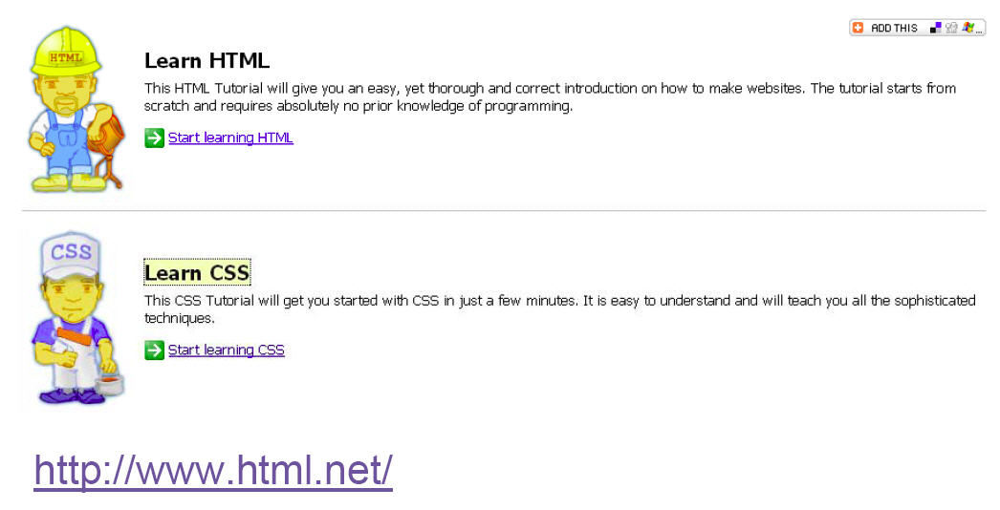 ADD THIS
HTML
Learn HTML
This HTML Tutorial will give you an easy, yet thorough and correct introduction on how to make websites. The tutorial starts from
scratch and requires absolutely no prior knowledge of programming.
Start learning HTML
CSS
Learn CSS
This CSS Tutorial will get you started with CSS in just a few minutes. It is easy to understand and will teach you all the sophisticated
techniques.
Start learning CSS
http://www.html.net/